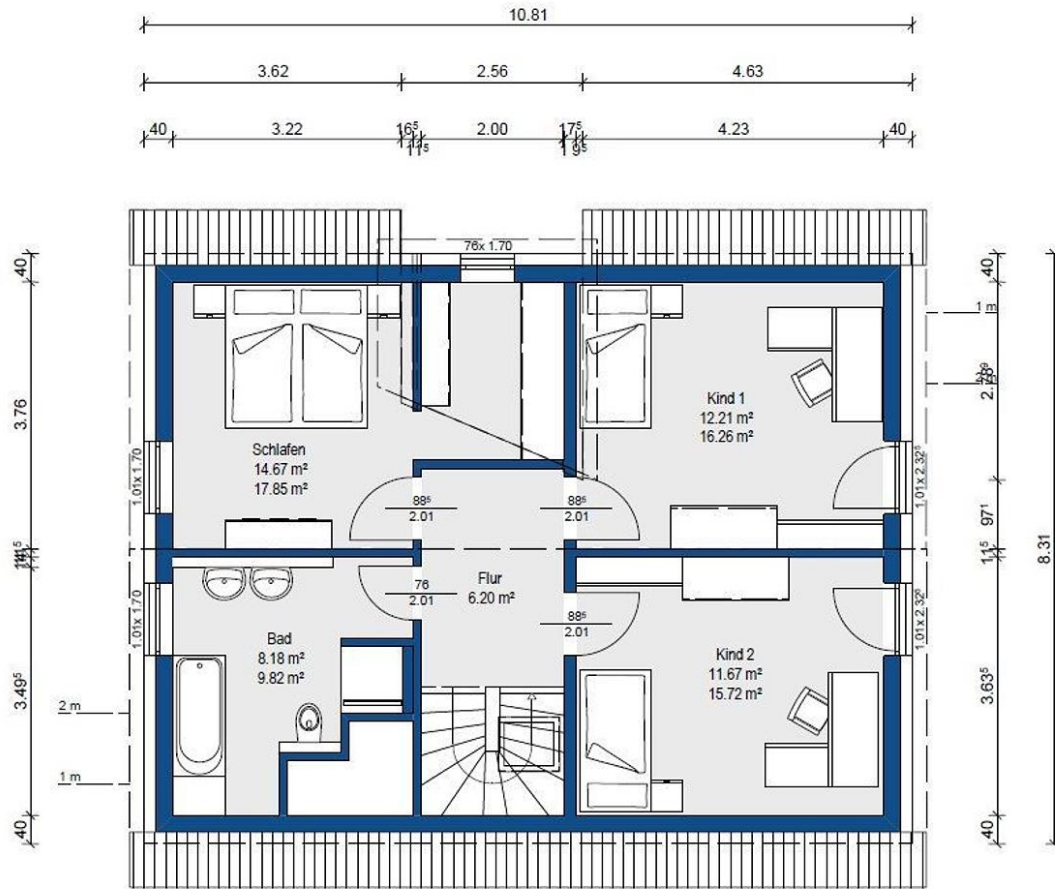 10.81
3.62 2.56 4.63
40 3.22 16⁵ 2.00 17⁵ 4.23 40
11⁵ 9⁵
76x 1.70
40 40
1 m
3.76
Kind 1
12.21 m²
16.26 m²
Schlafen
14.67 m²
17.85 m²
1.01x 1.70
1.01x 2.32⁵
88⁵
2.01
88⁵
2.01
97¹
11⁵
8.31
76
2.01
Flur
6.20 m²
88⁵
2.01
1.01x 1.70
1.01x 2.32⁵
Bad
8.18 m²
9.82 m²
Kind 2
11.67 m²
15.72 m²
3.49⁵
3.63⁵
2 m
1 m
40 40